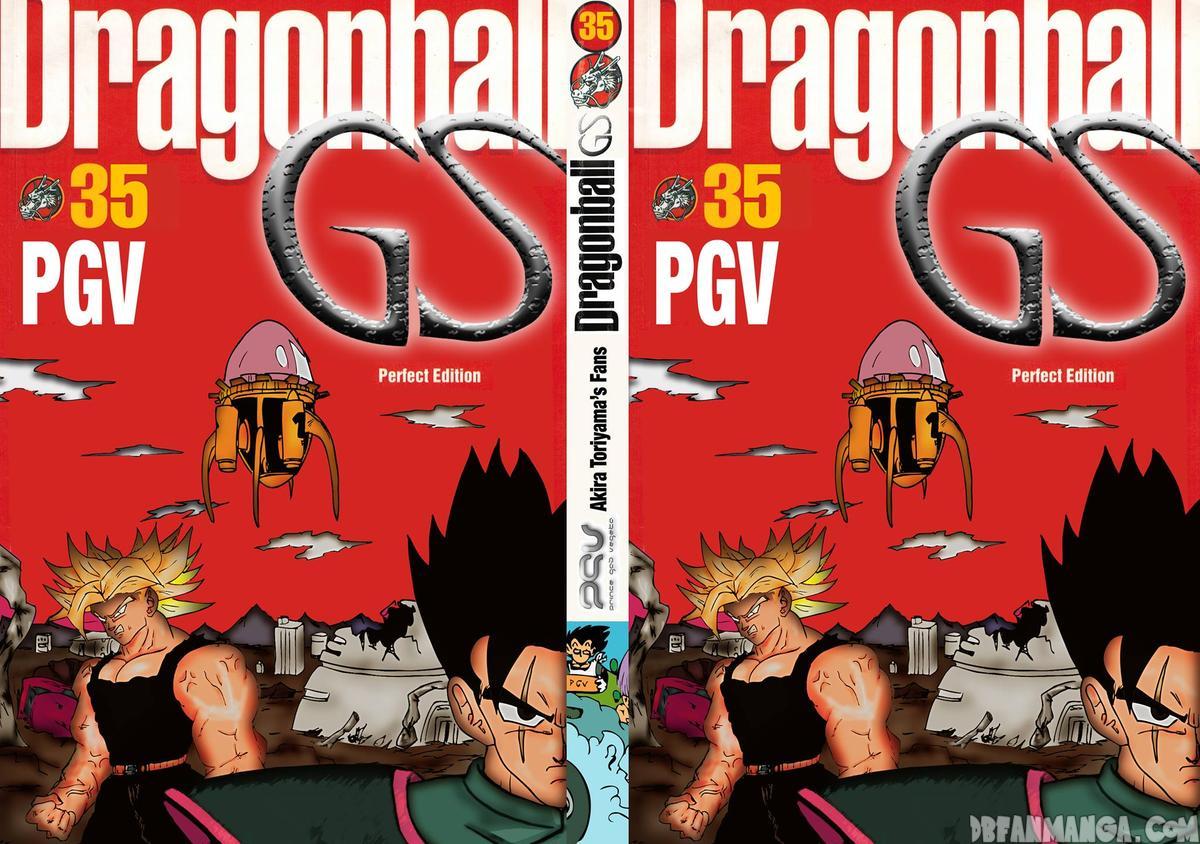 Dragonball
GS
35
PGV
Perfect Edition
35
Dragonball GS
Akira Toriyama's Fans
PGV
prince gos vegeta
PGV
Dragonball
GS
35
PGV
Perfect Edition
DBFANMANGA.COM